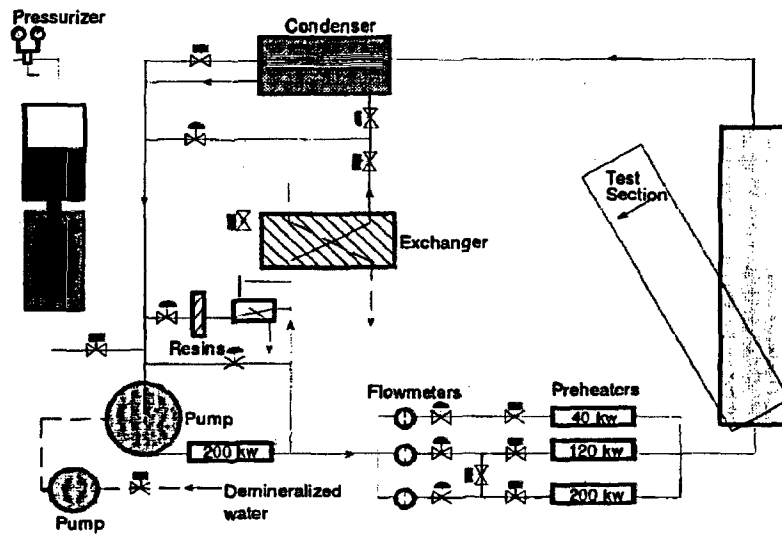 Pressurizer
Condenser
Test
Section
Exchanger
Resins
Flowmeters
Preheaters
Pump
40 kw
200 kw
120 kw
200 kw
Demineralized
water
Pump